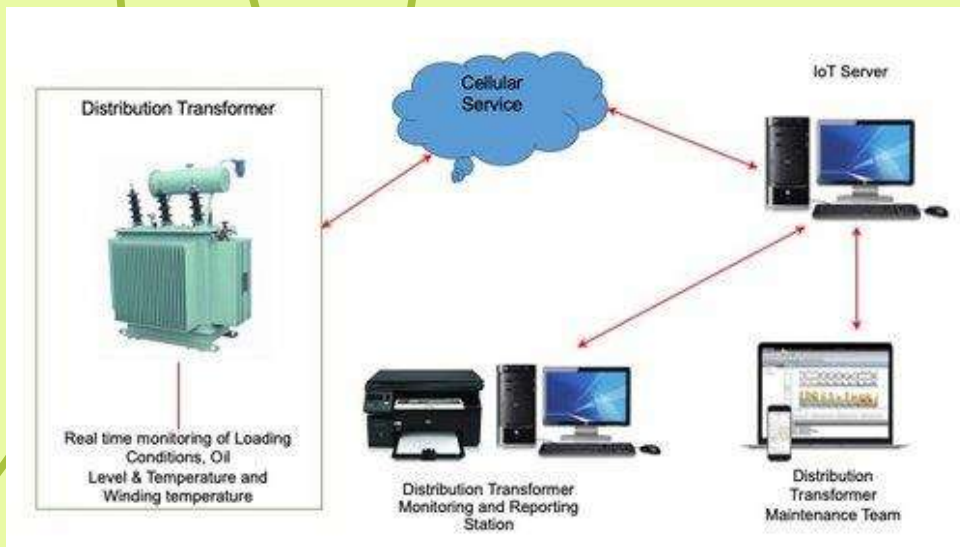 Cellular
Service
IoT Server
Distribution Transformer
Real time monitoring of Loading
Conditions, Oil
Level & Temperature and
Winding temperature
Distribution Transformer
Monitoring and Reporting
Station
Distribution
Transformer
Maintenance Team